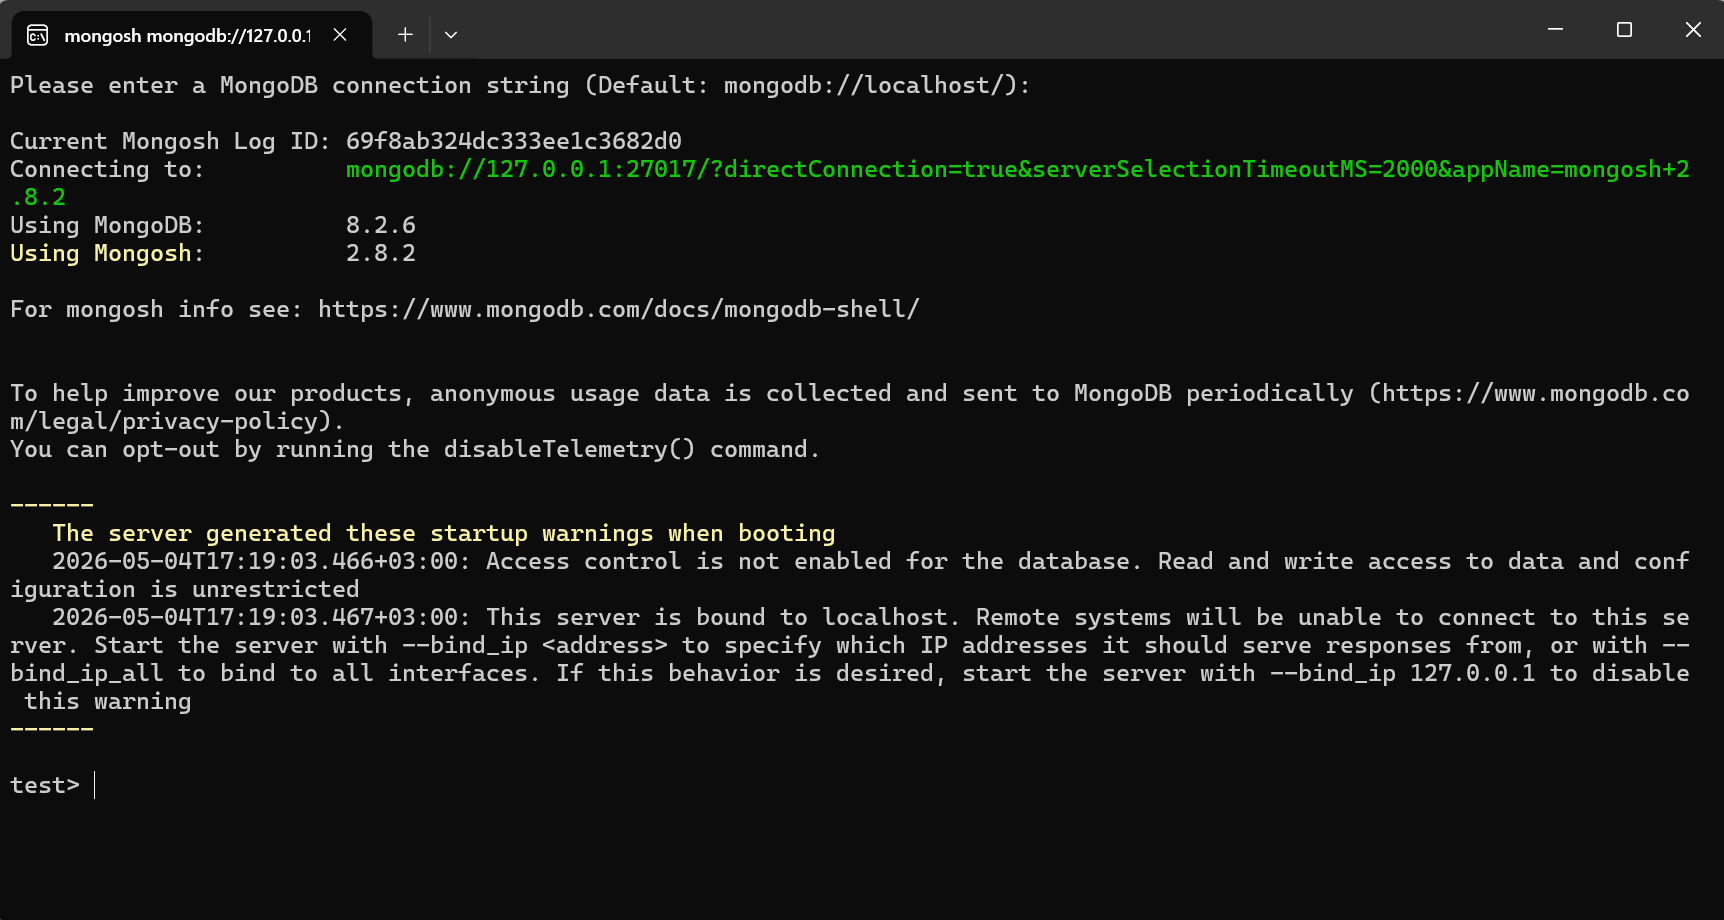 mongosh mongodb://127.0.0.1
Please enter a MongoDB connection string (Default: mongodb://localhost/):
Current Mongosh Log ID: 69f8ab324dc333ee1c3682d0
Connecting to:          mongodb://127.0.0.1:27017/?directConnection=true&serverSelectionTimeoutMS=2000&appName=mongosh+2
.8.2
Using MongoDB:          8.2.6
Using Mongosh:          2.8.2
For mongosh info see: https://www.mongodb.com/docs/mongodb-shell/
To help improve our products, anonymous usage data is collected and sent to MongoDB periodically (https://www.mongodb.co
m/legal/privacy-policy).
You can opt-out by running the disableTelemetry() command.
------
   The server generated these startup warnings when booting
   2026-05-04T17:19:03.466+03:00: Access control is not enabled for the database. Read and write access to data and conf
iguration is unrestricted
   2026-05-04T17:19:03.467+03:00: This server is bound to localhost. Remote systems will be unable to connect to this se
rver. Start the server with --bind_ip <address> to specify which IP addresses it should serve responses from, or with --
bind_ip_all to bind to all interfaces. If this behavior is desired, start the server with --bind_ip 127.0.0.1 to disable
 this warning
------
test>